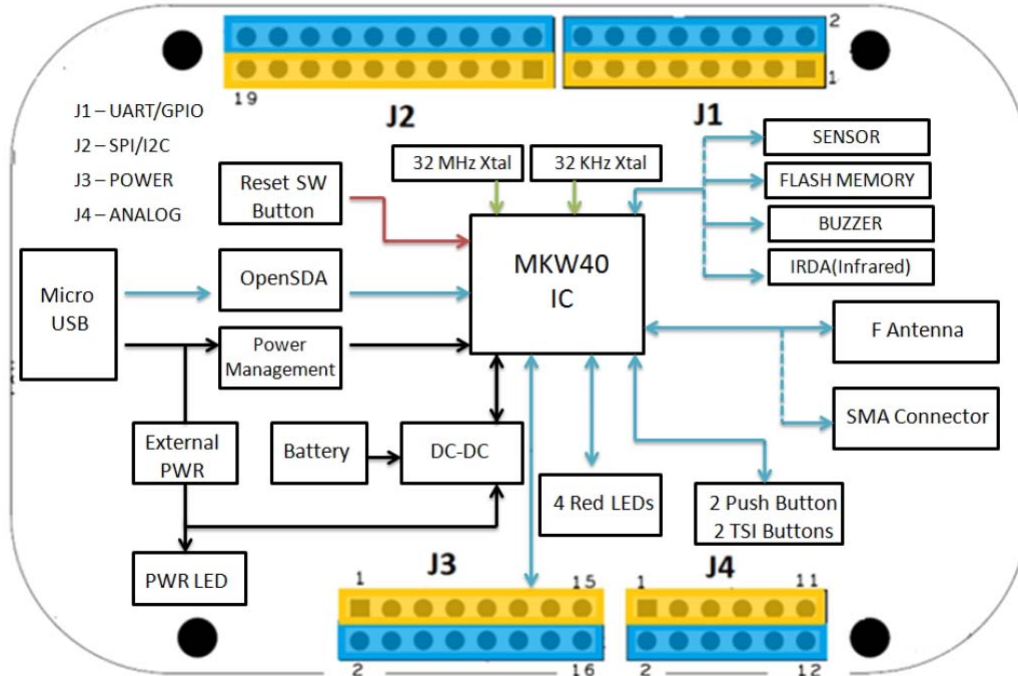 2
1
19
J2
J1
J1 – UART/GPIO
J2 – SPI/I2C
J3 – POWER
J4 – ANALOG
32 MHz Xtal
32 KHz Xtal
SENSOR
FLASH MEMORY
BUZZER
IRDA(Infrared)
Reset SW
Button
MKW40
IC
Micro
USB
OpenSDA
Power
Management
F Antenna
SMA Connector
External
PWR
Battery
DC-DC
4 Red LEDs
2 Push Button
2 TSI Buttons
PWR LED
J3
J4
1
15
1
11
2
16
2
12